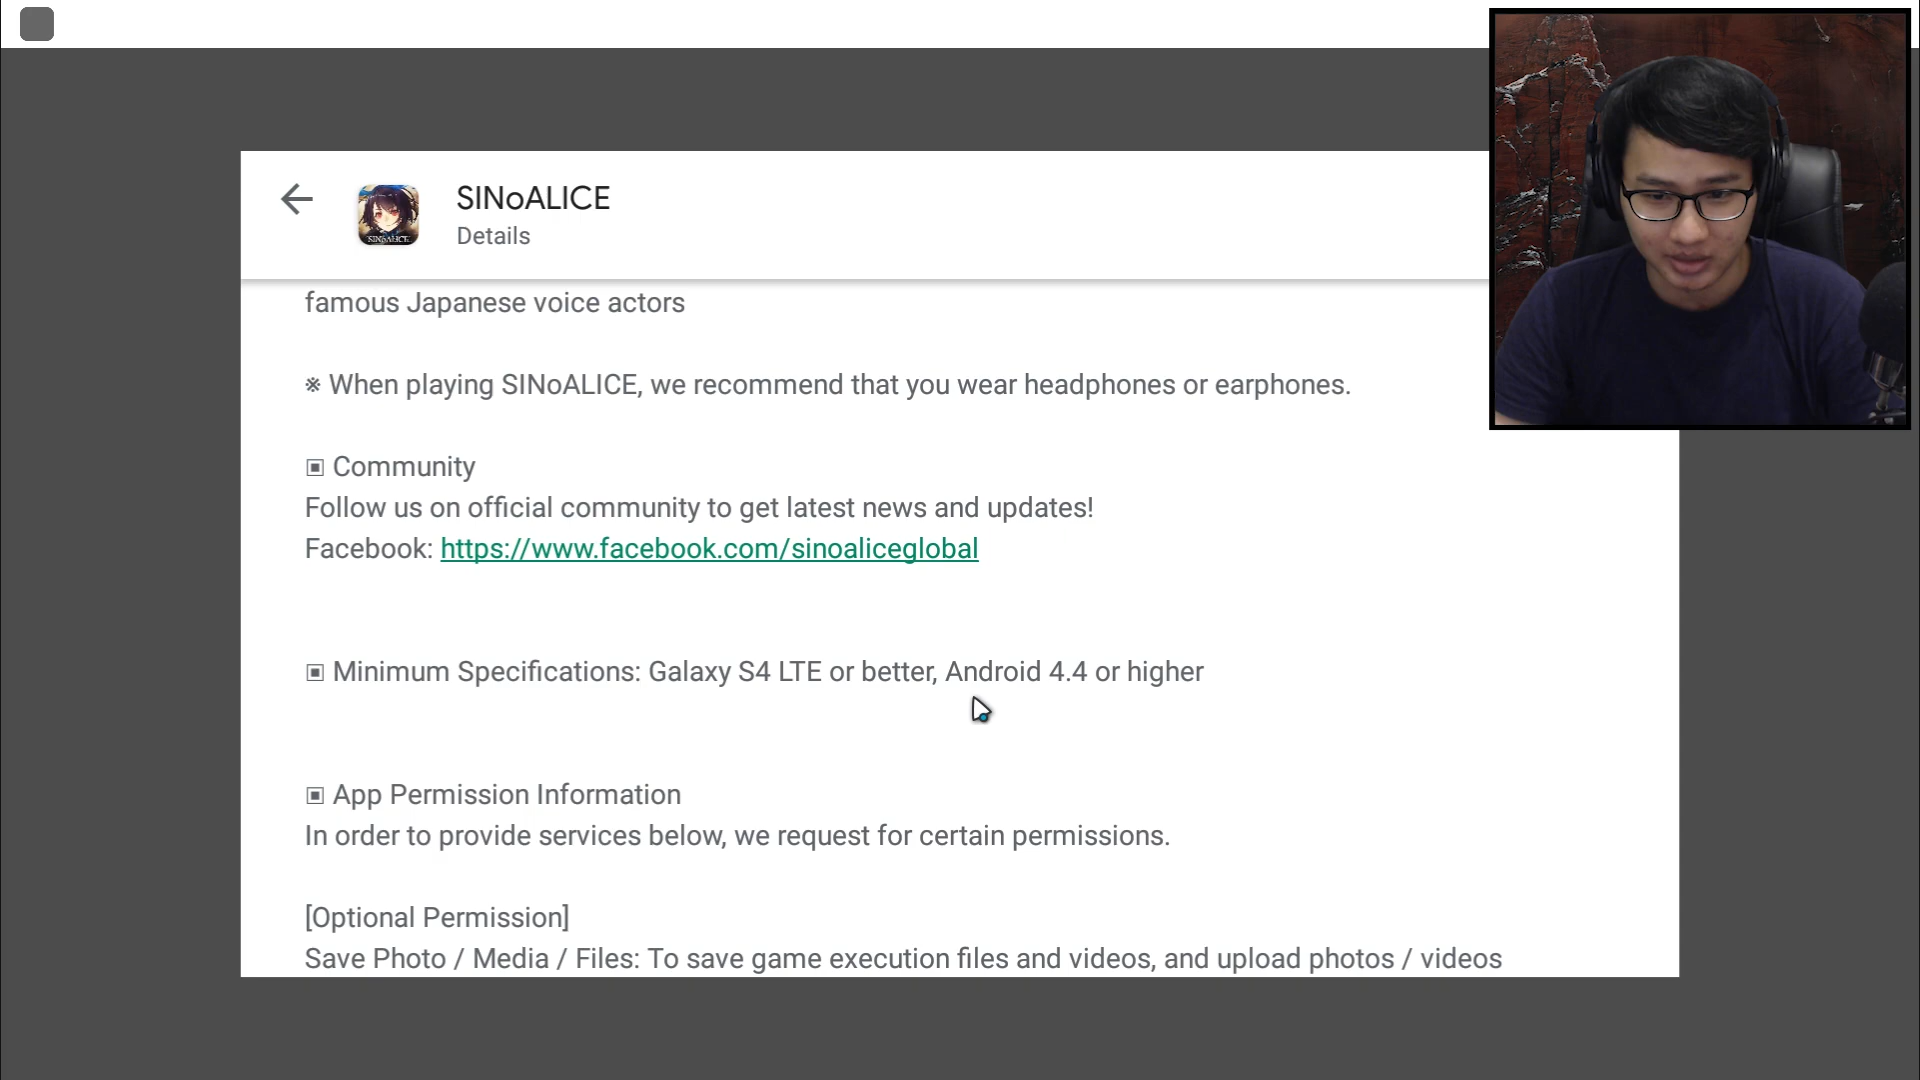 SINoALICE
Details
SINoALICE
famous Japanese voice actors
※ When playing SINoALICE, we recommend that you wear headphones or earphones.
▣ Community
Follow us on official community to get latest news and updates!
Facebook: https://www.facebook.com/sinoaliceglobal
▣ Minimum Specifications: Galaxy S4 LTE or better, Android 4.4 or higher
▣ App Permission Information
In order to provide services below, we request for certain permissions.
[Optional Permission]
Save Photo / Media / Files: To save game execution files and videos, and upload photos / videos